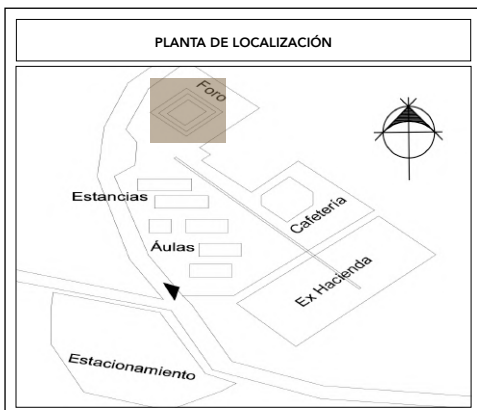 PLANTA DE LOCALIZACIÓN
Foro
Estancias
Cafetería
Áulas
Ex Hacienda
Estacionamiento